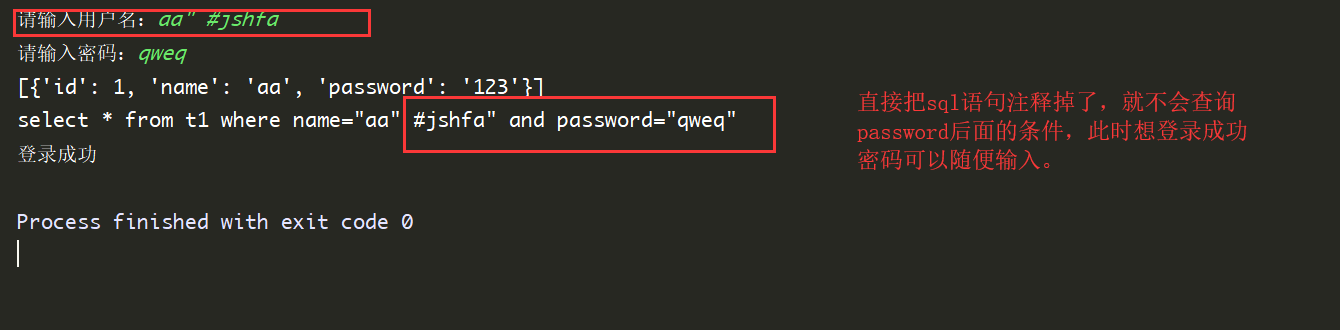 请输入用户名：aa" #jshfa
请输入密码：qweq
[{'id': 1, 'name': 'aa', 'password': '123'}]
select * from t1 where name="aa" #jshfa" and password="qweq"
登录成功
Process finished with exit code 0
直接把sql语句注释掉了，就不会查询
password后面的条件，此时想登录成功
密码可以随便输入。